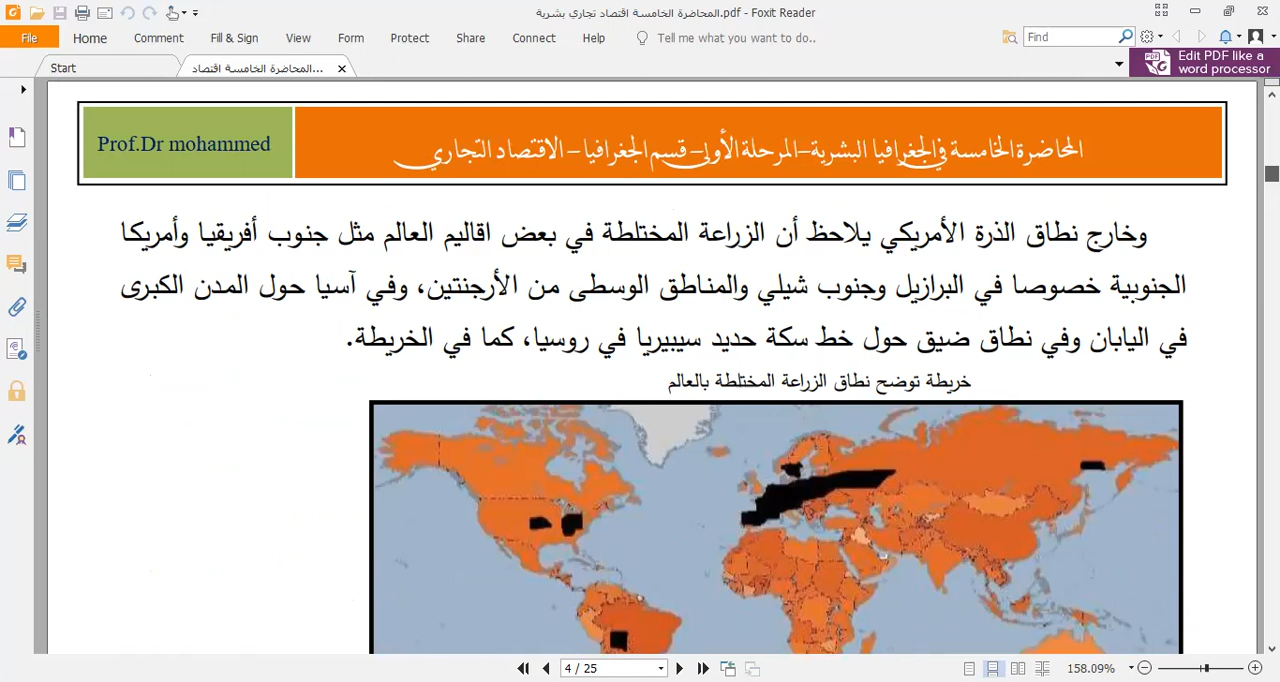 المحاضرة الخامسة اقتصاد تجاري بشرية.pdf - Foxit Reader
File Home Comment Fill & Sign View Form Protect Share Connect Help Tell me what you want to do.. Find
Start المحاضرة الخامسة اقتصاد... Edit PDF like a
word processor
Prof.Dr mohammed
المحاضرة الخامسة في الجغرافيا البشرية-المرحلة الأولى- قسم الجغرافيا – الاقتصاد التجاري
وخارج نطاق الذرة الأمريكي يلاحظ أن الزراعة المختلطة في بعض اقاليم العالم مثل جنوب أفريقيا وأمريكا
الجنوبية خصوصا في البرازيل وجنوب شيلي والمناطق الوسطى من الأرجنتين، وفي آسيا حول المدن الكبرى
في اليابان وفي نطاق ضيق حول خط سكة حديد سيبيريا في روسيا، كما في الخريطة.
خريطة توضح نطاق الزراعة المختلطة بالعالم
4 / 25 158.09%